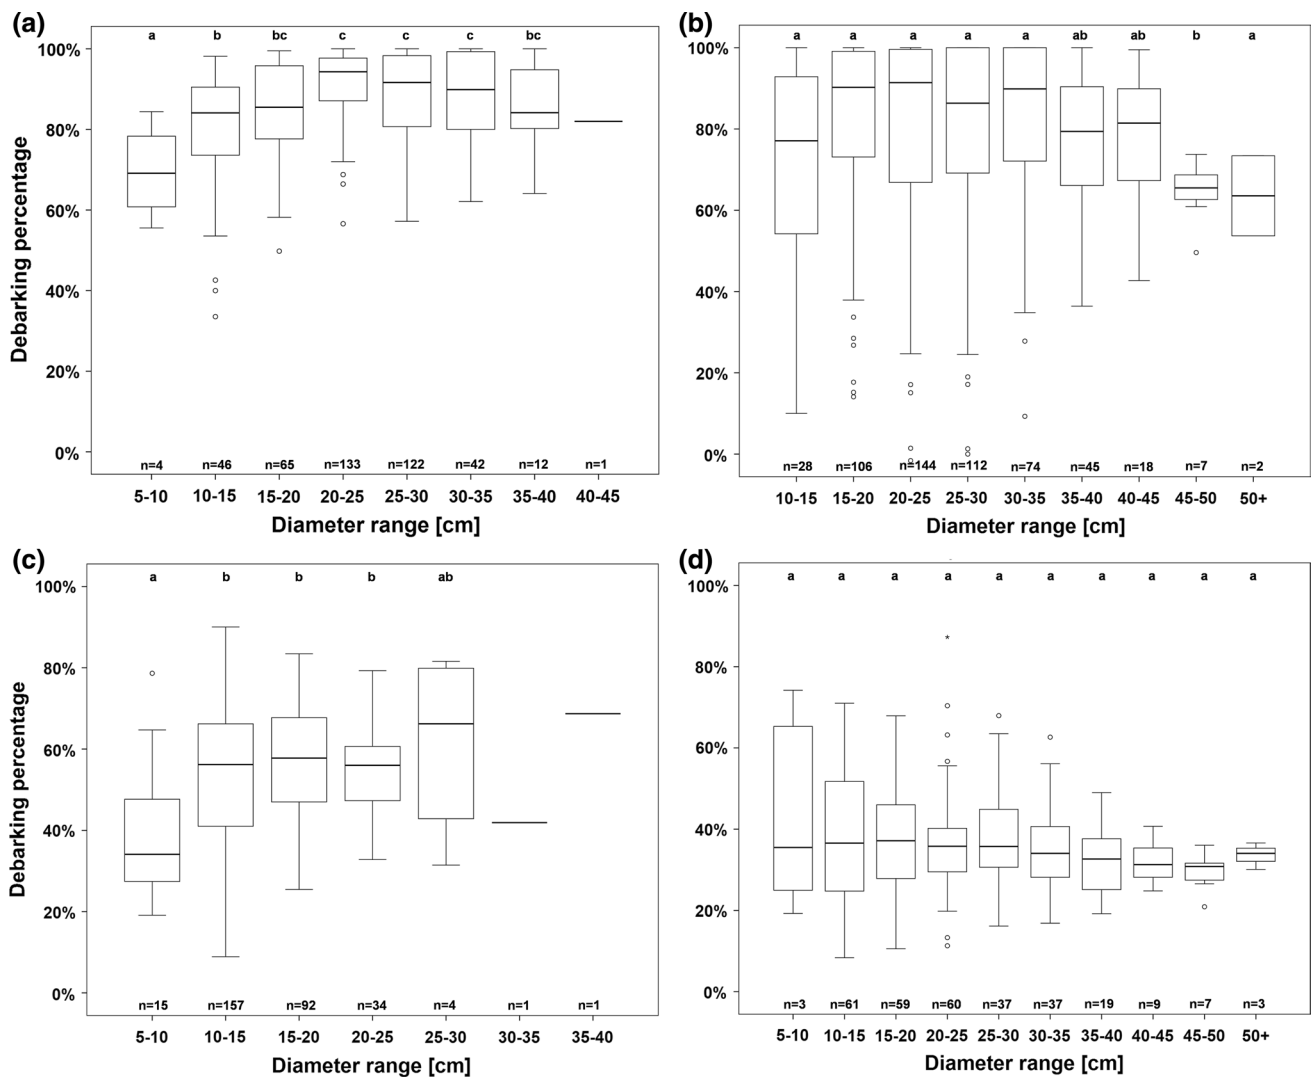 (a)
a b bc c c c bc
100%
80%
60%
40%
20%
0%
Debarking percentage
n=4 n=46 n=65 n=133 n=122 n=42 n=12 n=1
5-10 10-15 15-20 20-25 25-30 30-35 35-40 40-45
Diameter range [cm]
(b)
a a a a a ab ab b a
100%
80%
60%
40%
20%
0%
n=28 n=106 n=144 n=112 n=74 n=45 n=18 n=7 n=2
10-15 15-20 20-25 25-30 30-35 35-40 40-45 45-50 50+
Diameter range [cm]
(c)
a b b b ab
100%
80%
60%
40%
20%
0%
Debarking percentage
n=15 n=157 n=92 n=34 n=4 n=1 n=1
5-10 10-15 15-20 20-25 25-30 30-35 35-40
Diameter range [cm]
(d)
a a a a a a a a a a
100%
80%
60%
40%
20%
0%
n=3 n=61 n=59 n=60 n=37 n=37 n=19 n=9 n=7 n=3
5-10 10-15 15-20 20-25 25-30 30-35 35-40 40-45 45-50 50+
Diameter range [cm]